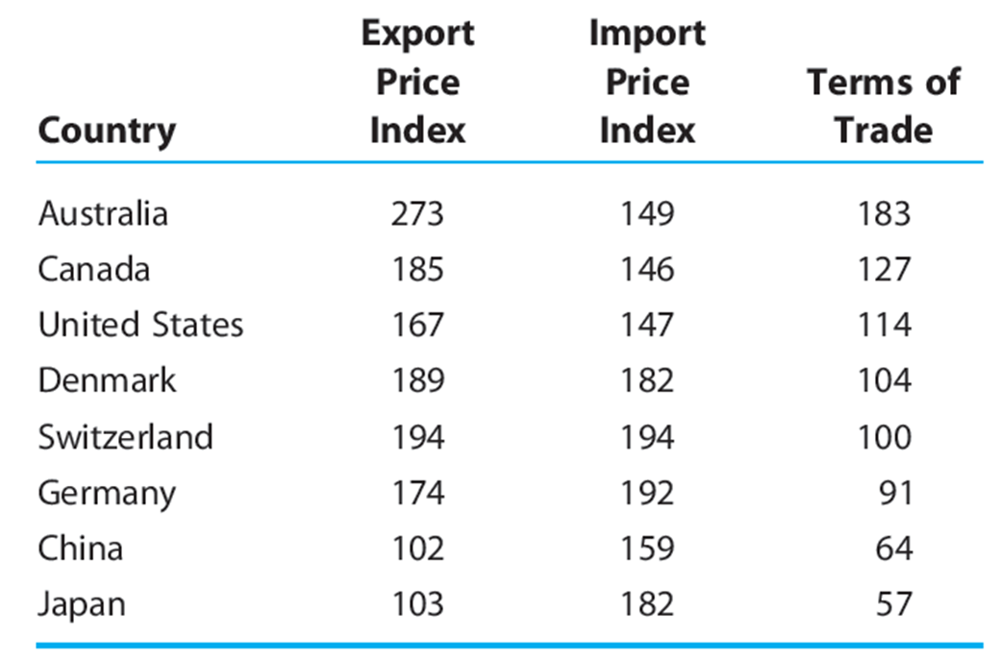 Export Import
Price Price Terms of
Country Index Index Trade
Australia 273 149 183
Canada 185 146 127
United States 167 147 114
Denmark 189 182 104
Switzerland 194 194 100
Germany 174 192 91
China 102 159 64
Japan 103 182 57